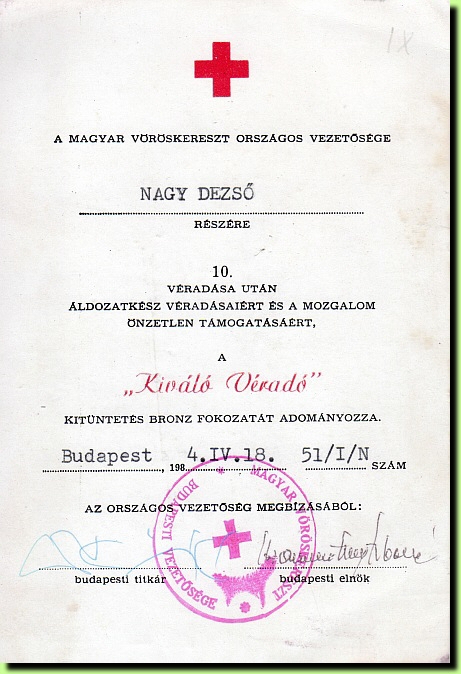 IX
A MAGYAR VÖRÖSKERESZT ORSZÁGOS VEZETŐSÉGE
NAGY DEZSŐ
RÉSZÉRE
10.
VÉRADÁSA UTÁN
ÁLDOZATKÉSZ VÉRADÁSAIÉRT ÉS A MOZGALOM
ÖNZETLEN TÁMOGATÁSÁÉRT,
A
„Kiváló Véradó”
KITÜNTETÉS BRONZ FOKOZATÁT ADOMÁNYOZZA.
Budapest, 1984.IV.18. 51/I/N SZÁM
AZ ORSZÁGOS VEZETŐSÉG MEGBÍZÁSÁBÓL:
MAGYAR VÖRÖSKERESZT
BUDAPESTI VEZETŐSÉGE
budapesti titkár budapesti elnök